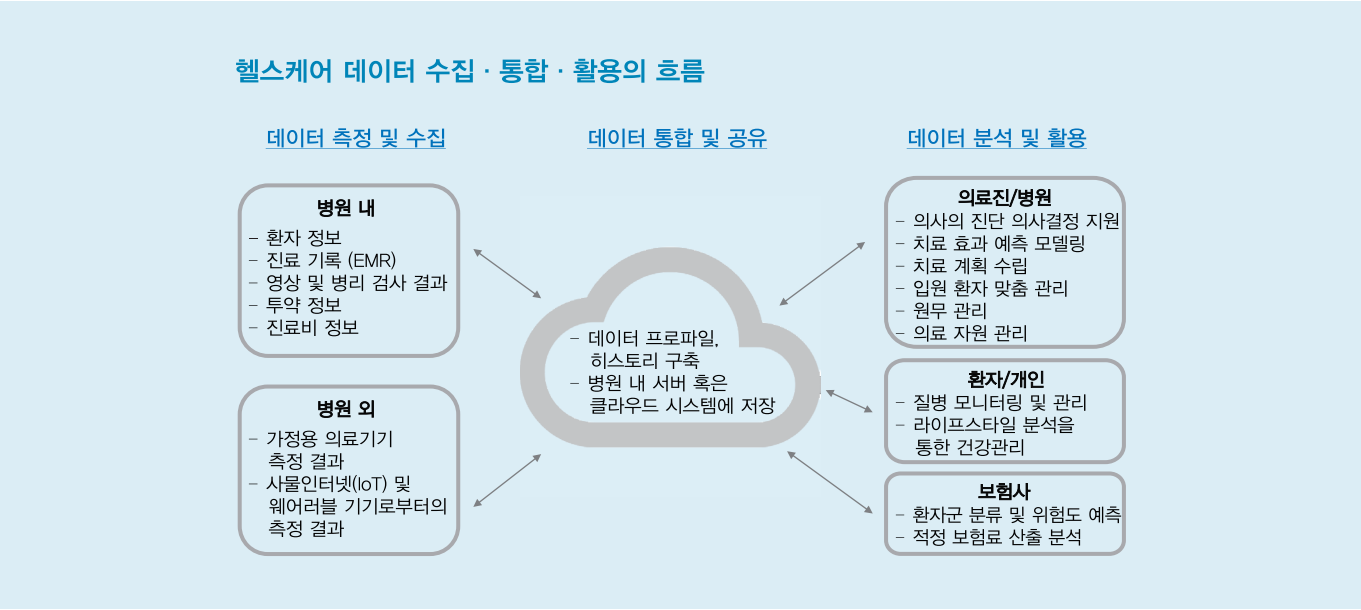 헬스케어 데이터 수집 · 통합 · 활용의 흐름
데이터 측정 및 수집
병원 내
– 환자 정보
– 진료 기록 (EMR)
– 영상 및 병리 검사 결과
– 투약 정보
– 진료비 정보
병원 외
– 가정용 의료기기
측정 결과
– 사물인터넷(IoT) 및
웨어러블 기기로부터의
측정 결과
데이터 통합 및 공유
– 데이터 프로파일,
히스토리 구축
– 병원 내 서버 혹은
클라우드 시스템에 저장
데이터 분석 및 활용
의료진/병원
– 의사의 진단 의사결정 지원
– 치료 효과 예측 모델링
– 치료 계획 수립
– 입원 환자 맞춤 관리
– 원무 관리
– 의료 자원 관리
환자/개인
– 질병 모니터링 및 관리
– 라이프스타일 분석을
통한 건강관리
보험사
– 환자군 분류 및 위험도 예측
– 적정 보험료 산출 분석